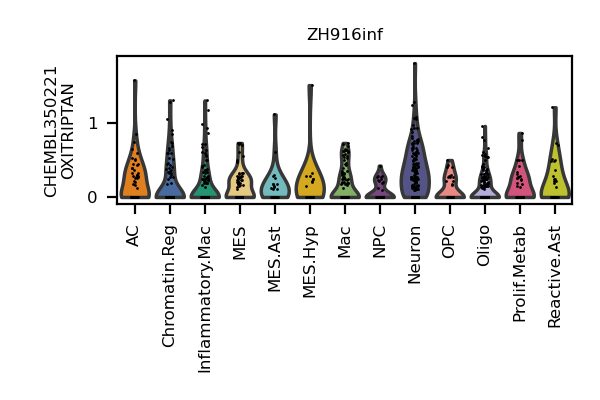 ZH916inf
CHEMBL350221
OXITRIPTAN
1
0
AC
Chromatin.Reg
Inflammatory.Mac
MES
MES.Ast
MES.Hyp
Mac
NPC
Neuron
OPC
Oligo
Prolif.Metab
Reactive.Ast